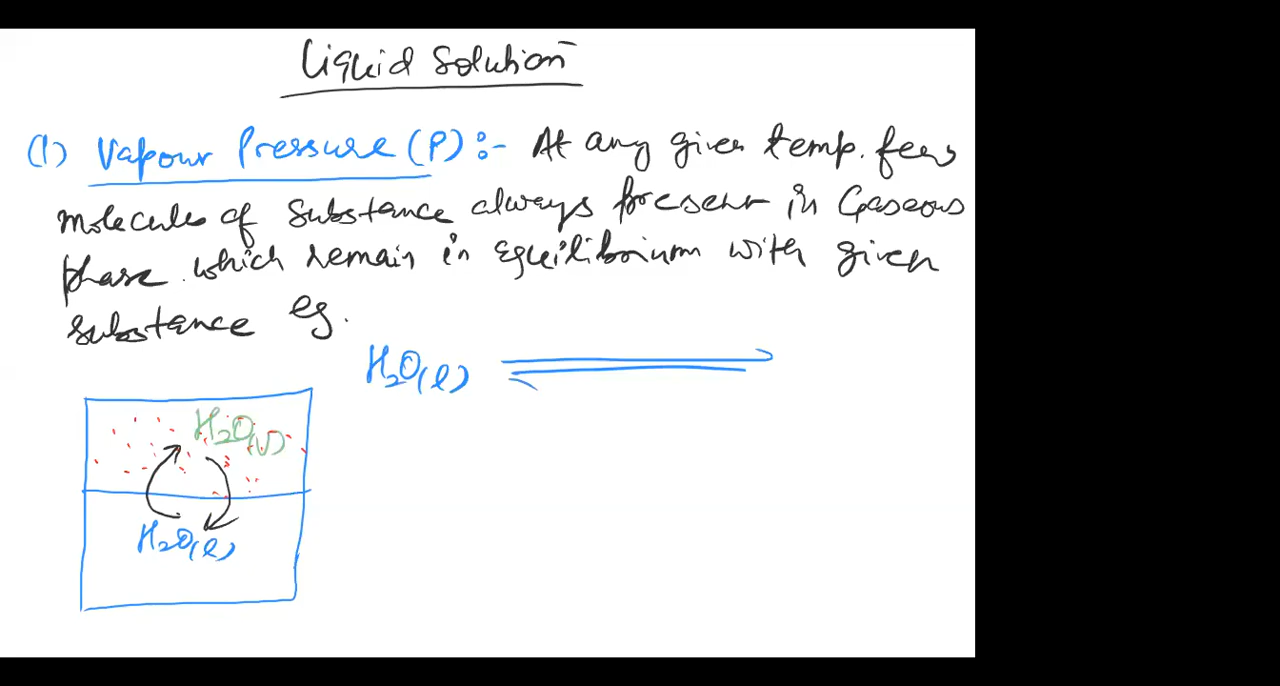 Liquid Solution
(1) Vapour Pressure (P) :- At any given temp. few
molecules of substance always present in Gaseous
phase. which remain in equilibrium with given
substance eg.
H₂O(l) ⇌
H₂O(v)
H₂O(l)